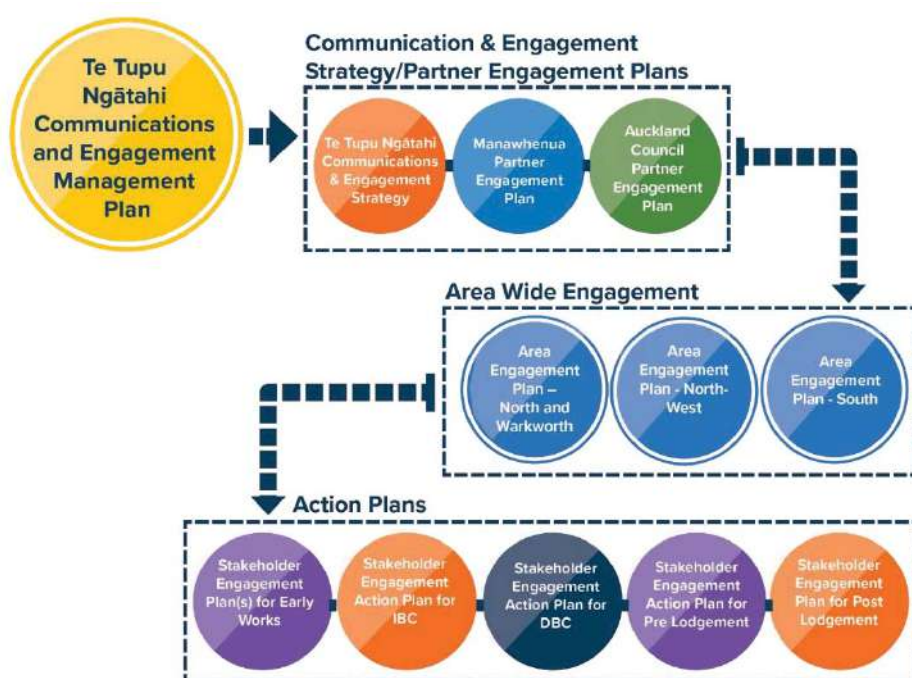 Te Tupu
Ngātahi
Communications
and Engagement
Management
Plan
Communication & Engagement
Strategy/Partner Engagement Plans
Te Tupu Ngātahi
Communications
& Engagement
Strategy
Manawhenua
Partner
Engagement
Plan
Auckland
Council
Partner
Engagement
Plan
Area Wide Engagement
Area
Engagement
Plan –
North and
Warkworth
Area
Engagement
Plan - North-
West
Area
Engagement
Plan - South
Action Plans
Stakeholder
Engagement
Plan(s) for Early
Works
Stakeholder
Engagement
Action Plan for
IBC
Stakeholder
Engagement
Action Plan for
DBC
Stakeholder
Engagement
Action Plan for
Pre Lodgement
Stakeholder
Engagement
Plan for Post
Lodgement